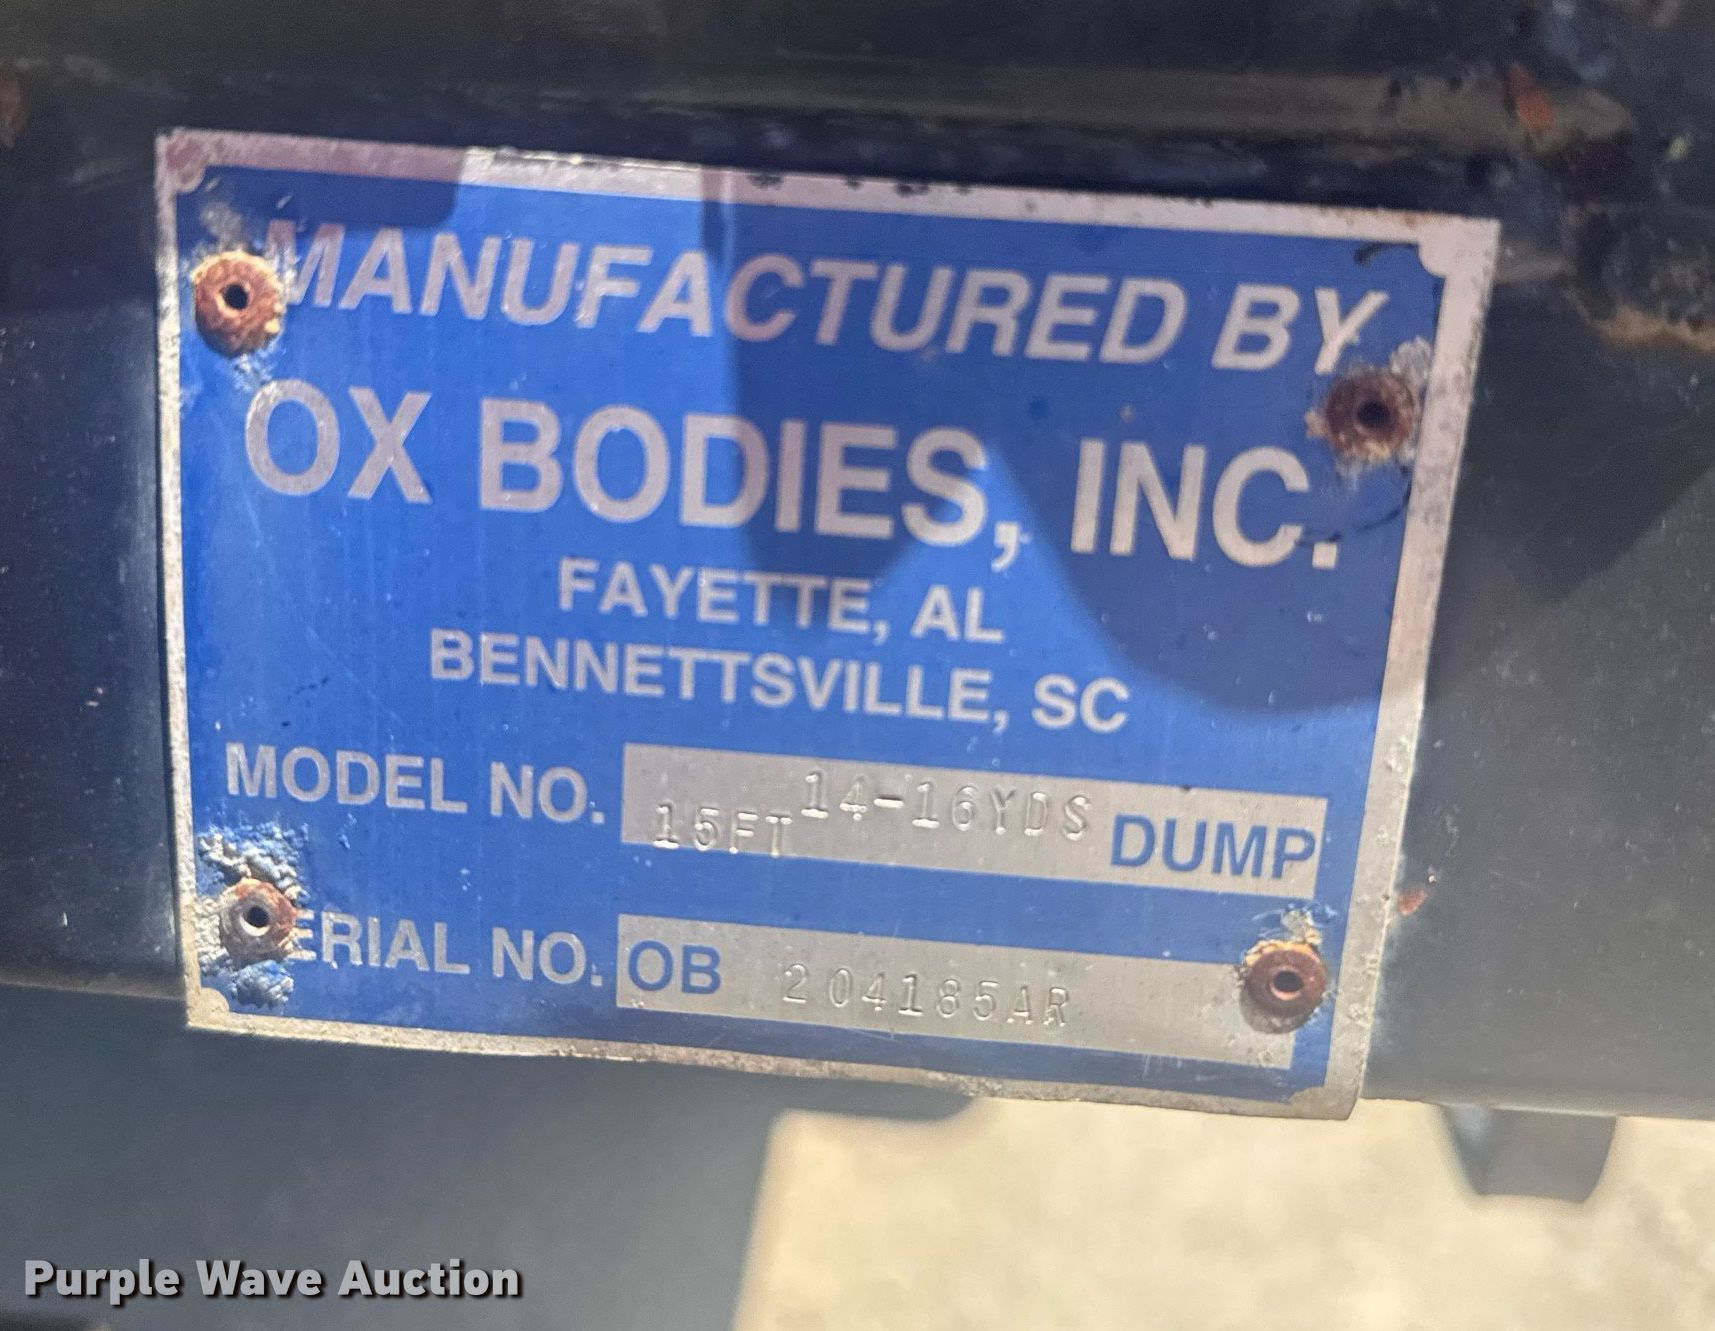 MANUFACTURED BY
OX BODIES, INC.
FAYETTE, AL
BENNETTSVILLE, SC
MODEL NO. 15FT 14-16YDS DUMP
ERIAL NO. OB 204185AR
Purple Wave Auction